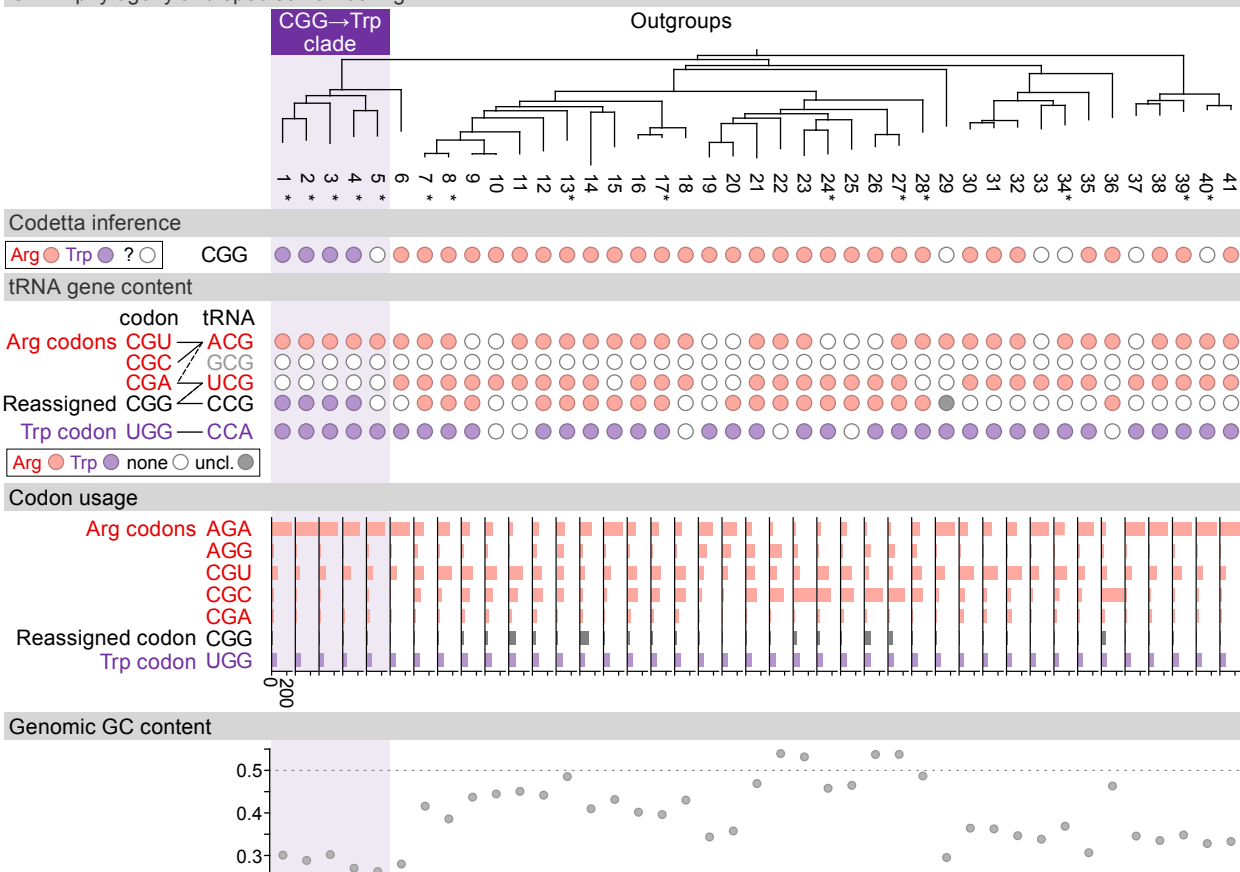 CGG→Trp
clade
Outgroups
1* 2* 3* 4* 5* 6 7* 8* 9 10 11 12 13* 14 15 16 17* 18 19 20 21 22 23 24* 25 26 27* 28* 29 30 31 32 33 34* 35 36 37 38 39* 40* 41
Codetta inference
Arg Trp ? CGG
tRNA gene content
codon tRNA
Arg codons CGU ACG
CGC GCG
CGA UCG
Reassigned CGG CCG
Trp codon UGG CCA
Arg Trp none uncl.
Codon usage
Arg codons AGA
AGG
CGU
CGC
CGA
Reassigned codon CGG
Trp codon UGG
0 200
Genomic GC content
0.5
0.4
0.3